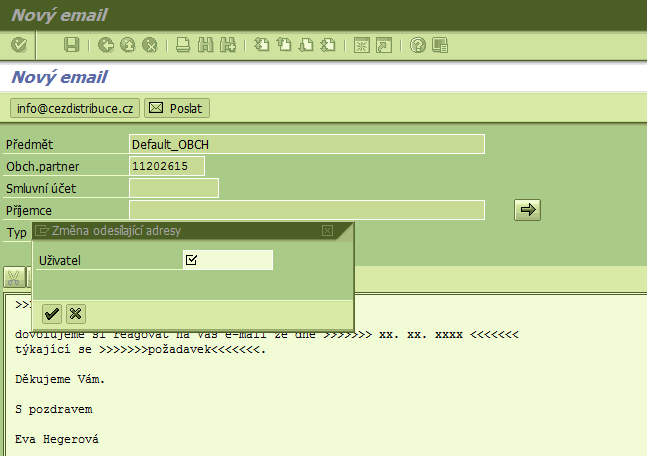 Nový email
Nový email
info@cezdistribuce.cz Poslat
Předmět Default_OBCH
Obch.partner 11202615
Smluvní účet
Příjemce
Typ
Změna odesílající adresy
Uživatel
>>
dovolujeme si reagovat na Váš e-mail ze dne >>>>>>> xx. xx. xxxx <<<<<<<
týkající se >>>>>>>požadavek<<<<<<<.
Děkujeme Vám.
S pozdravem
Eva Hegerová